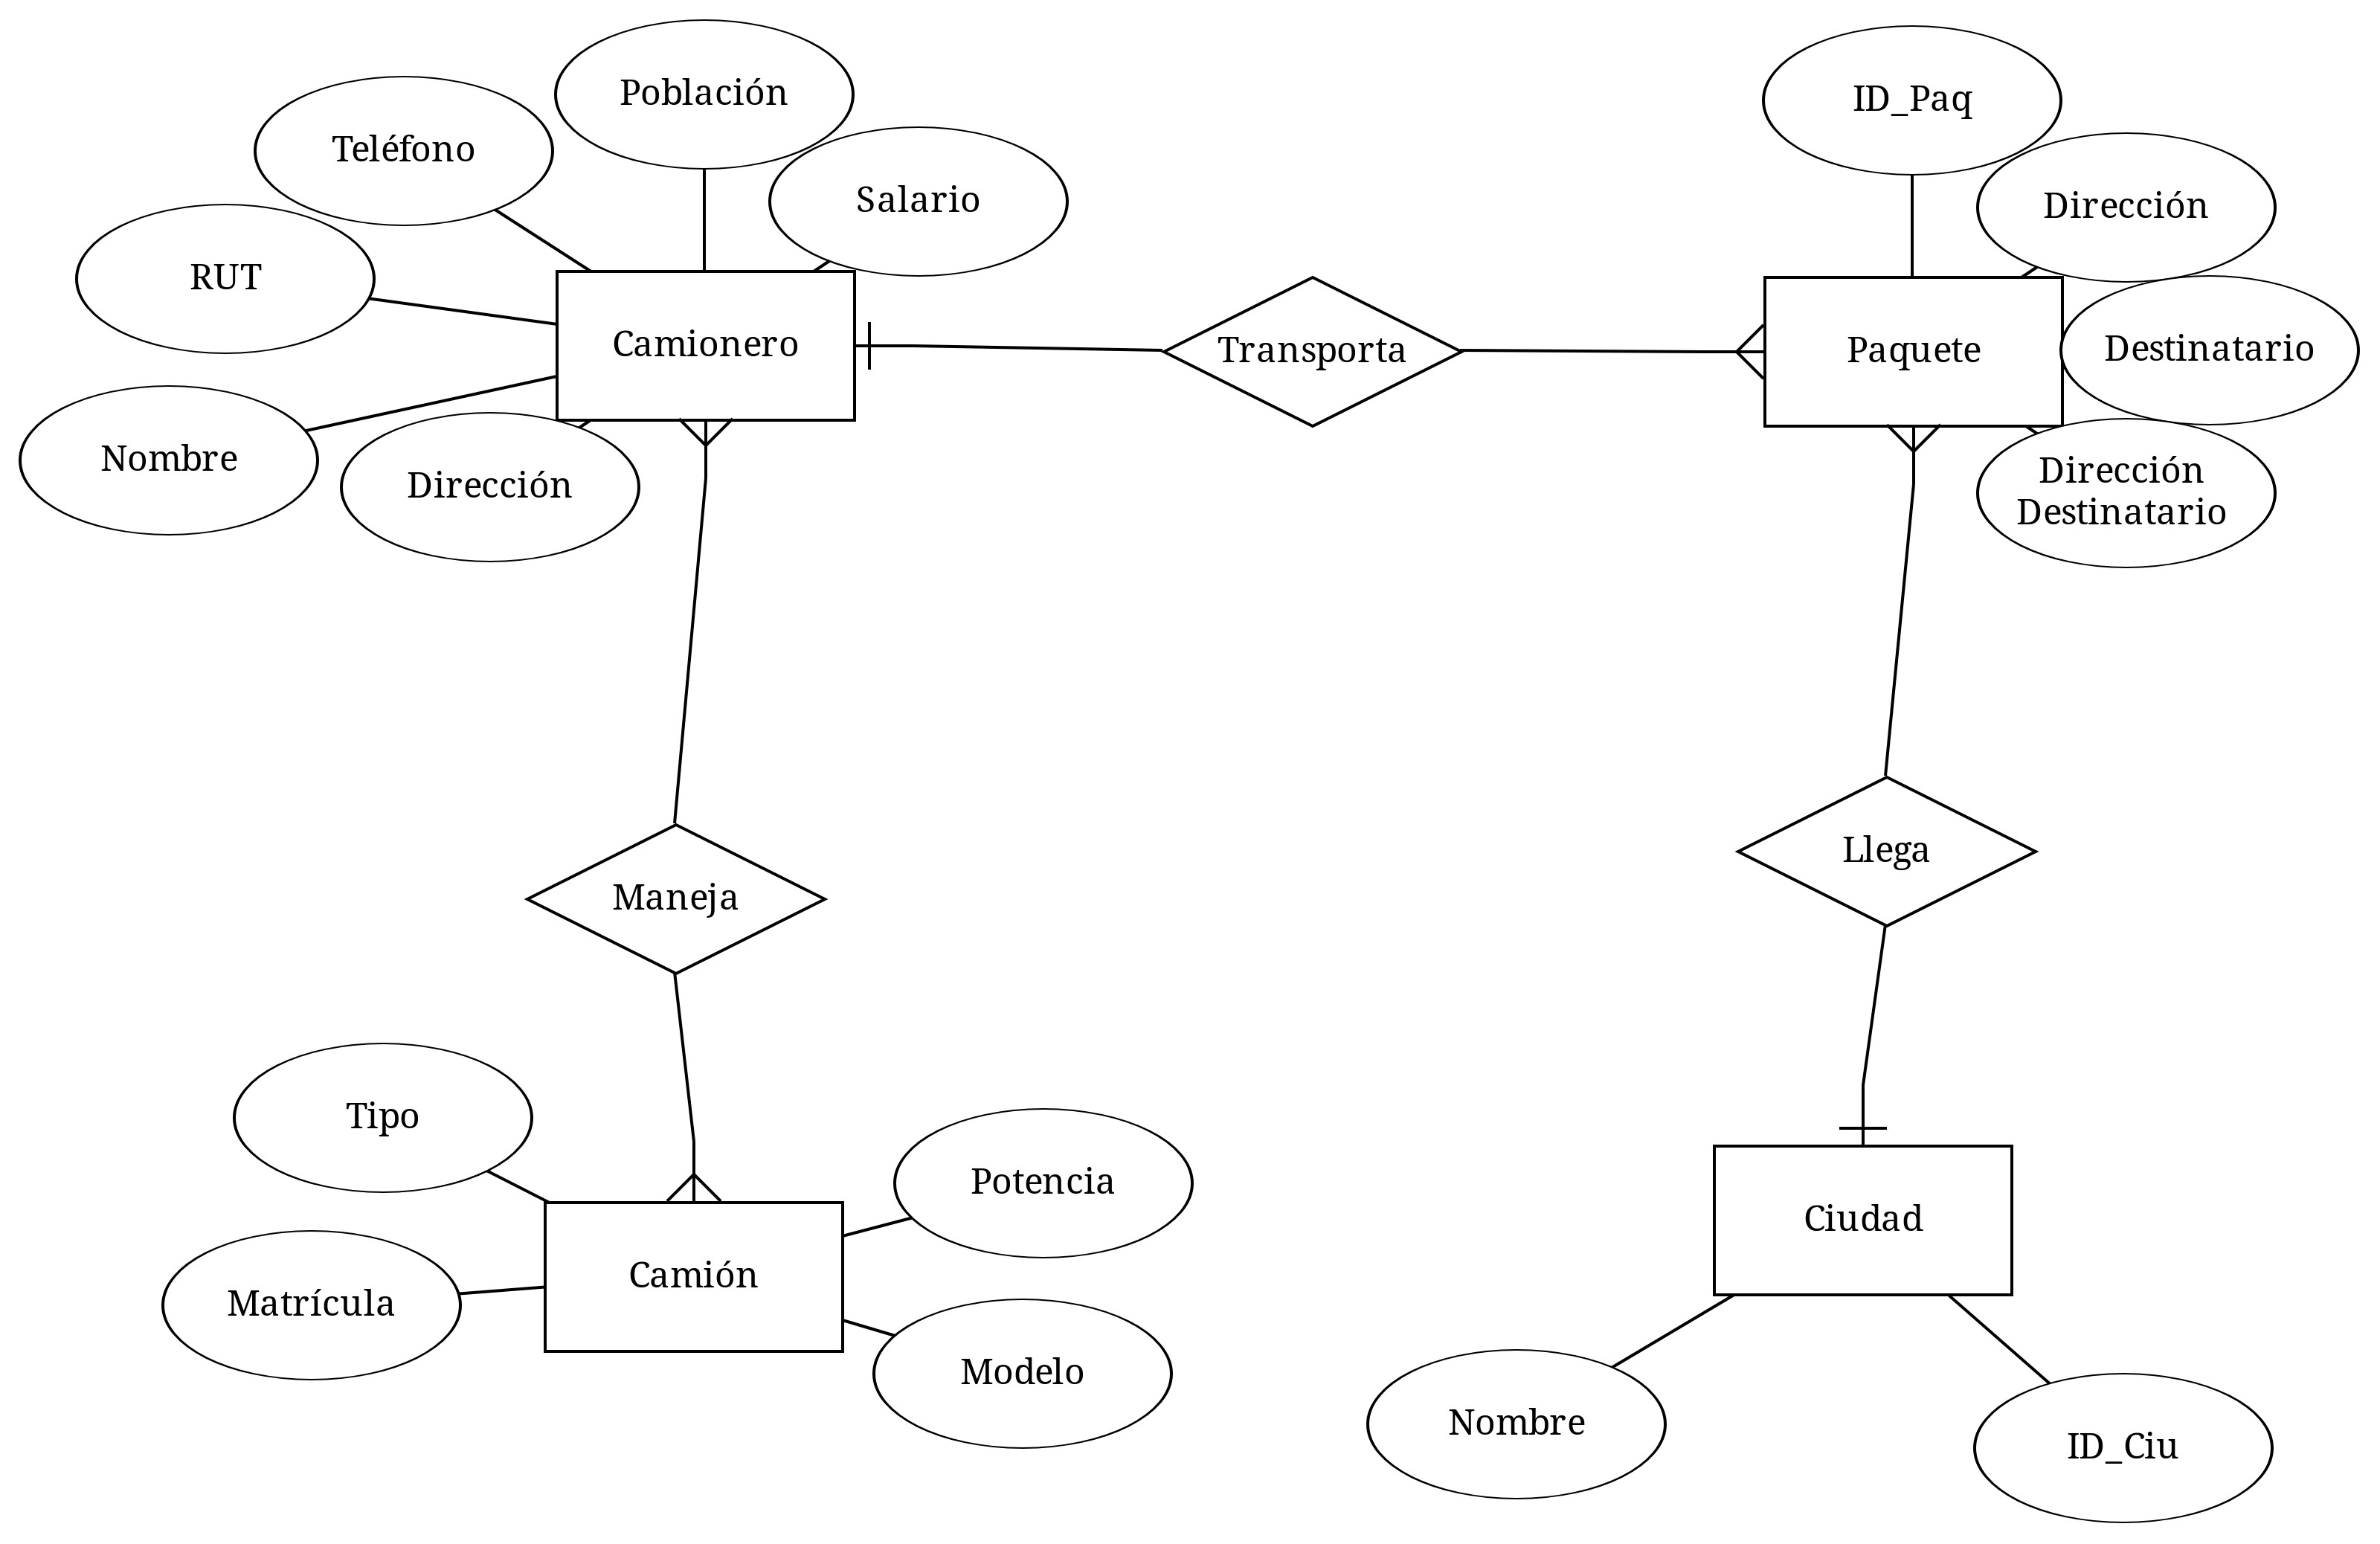 Población
ID_Paq
Teléfono
Salario
Dirección
RUT
Camionero
Transporta
Paquete
Destinatario
Nombre
Dirección
Dirección
Destinatario
Maneja
Llega
Tipo
Potencia
Ciudad
Matrícula
Camión
Modelo
Nombre
ID_Ciu